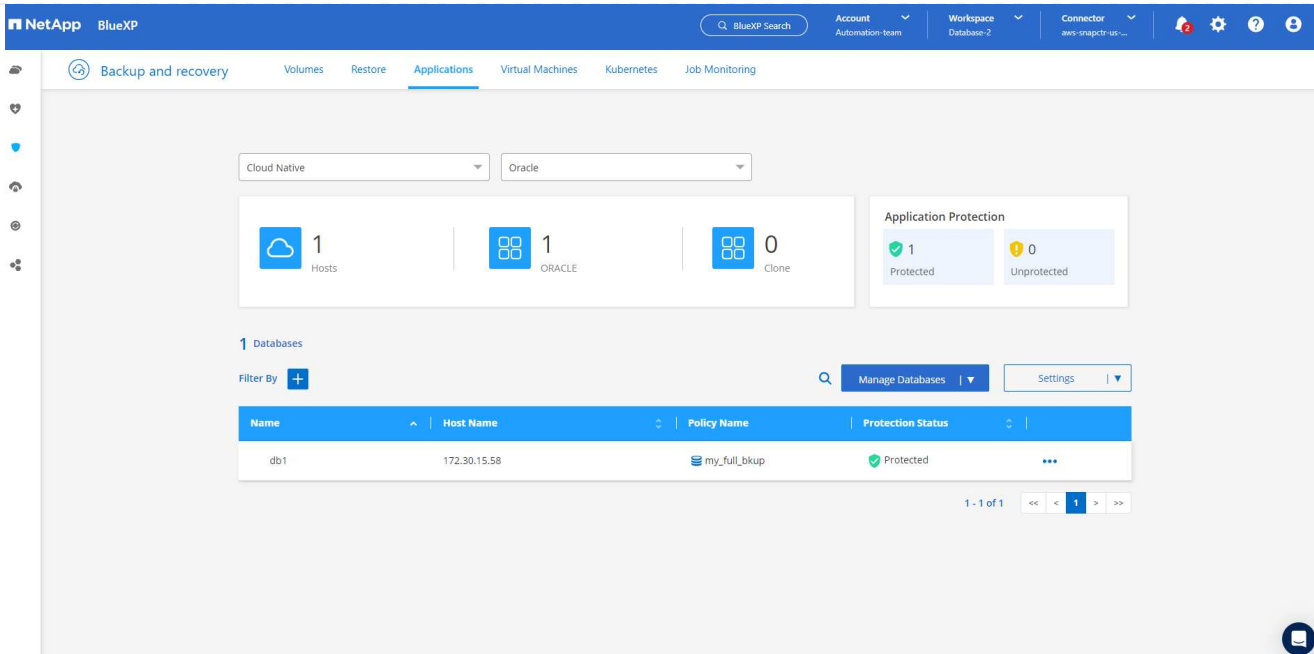 NetApp BlueXP BlueXP Search Account Workspace Connector
Automation-team Database-2 aws-snapctr-us-...
2
Backup and recovery Volumes Restore Applications Virtual Machines Kubernetes Job Monitoring
Cloud Native Oracle
1 Hosts
1 ORACLE
0 Clone
Application Protection
1 Protected
0 Unprotected
1 Databases
Filter By + Manage Databases | Settings |
Name Host Name Policy Name Protection Status
db1 172.30.15.58 my_full_bkup Protected •••
1 - 1 of 1 << < 1 > >>